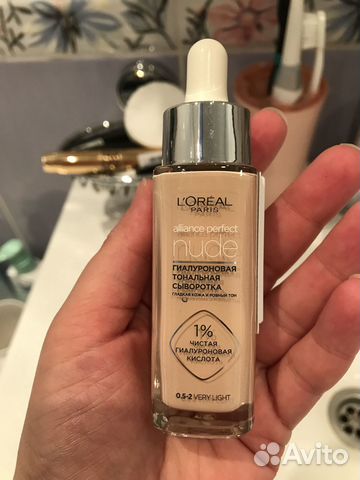 L'ORÉAL
PARIS
alliance perfect
nude
ГИАЛУРОНОВАЯ
ТОНАЛЬНАЯ
СЫВОРОТКА
ГЛАДКАЯ КОЖА И РОВНЫЙ ТОН
1%
ЧИСТАЯ
ГИАЛУРОНОВАЯ
КИСЛОТА
0.5-2 VERY LIGHT
Avito